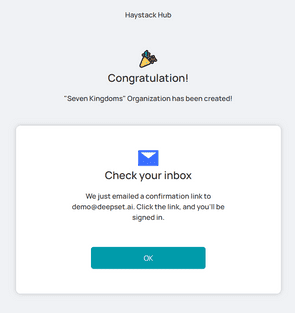 Haystack Hub
Congratulation!
"Seven Kingdoms" Organization has been created!
Check your inbox
We just emailed a confirmation link to
demo@deepset.ai. Click the link, and you'll be
signed in.
OK